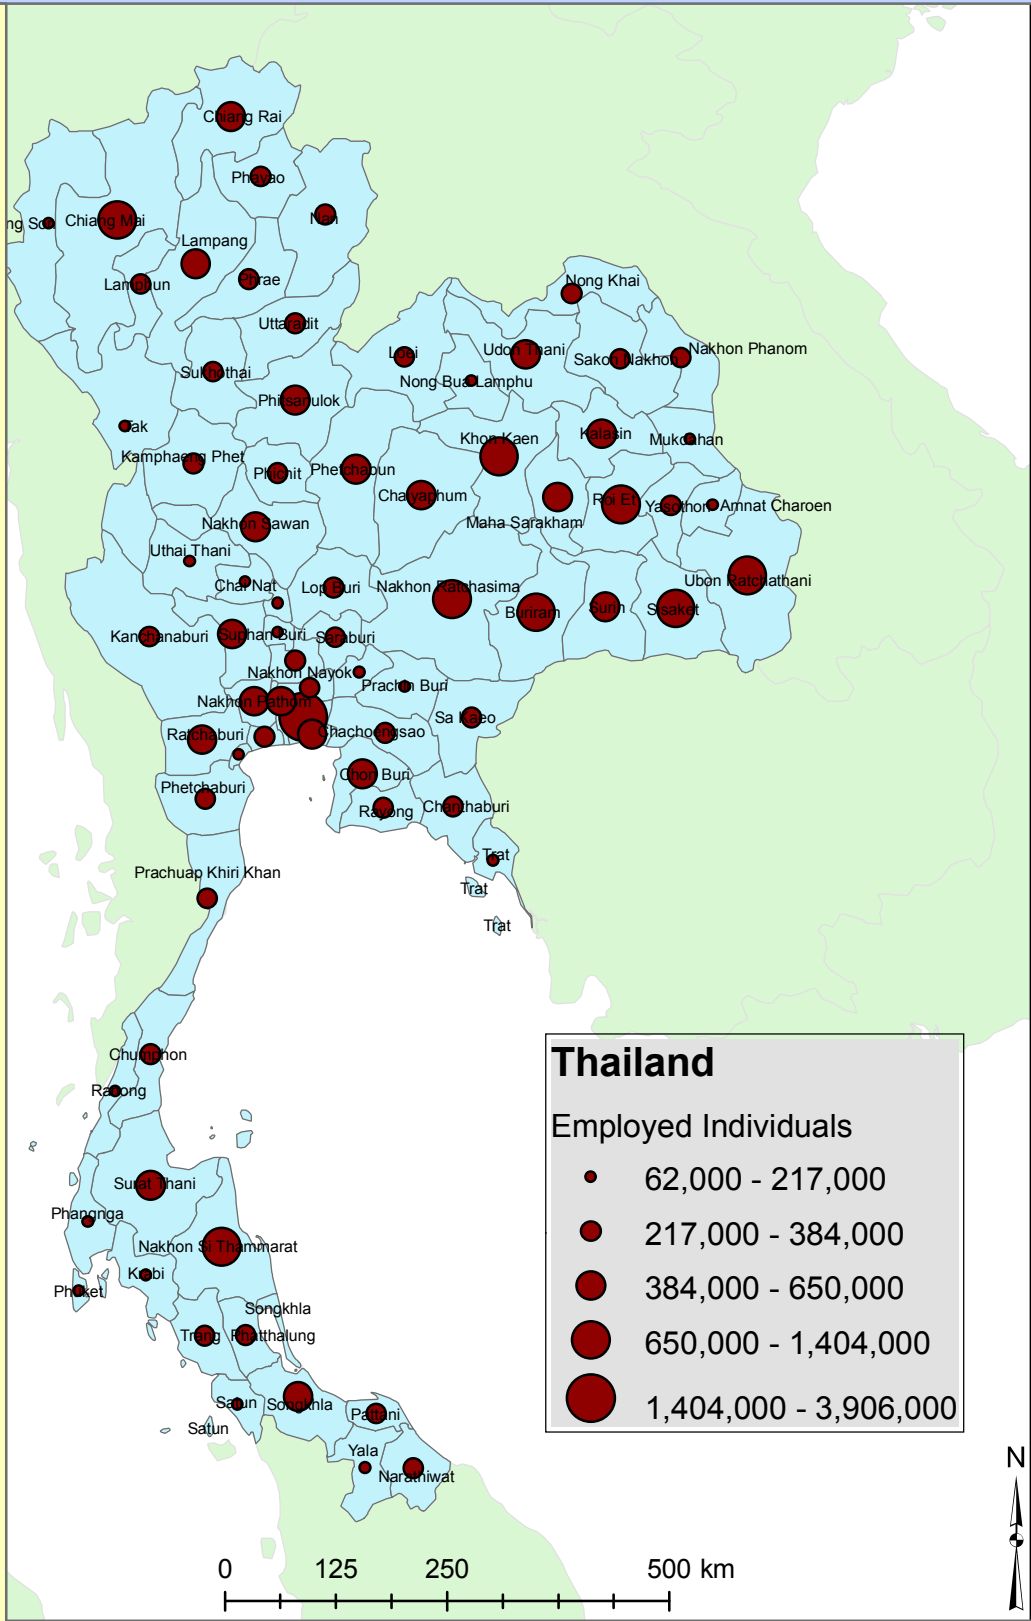 Chiang Rai
Phayao
ng Son
Chiang Mai
Nan
Lampang
Lamphun
Phrae
Nong Khai
Uttaradit
Loei
Udon Thani
Sakon Nakhon
Nakhon Phanom
Sukhothai
Nong Bua Lamphu
Phitsanulok
Tak
Khon Kaen
Kalasin
Mukdahan
Kamphaeng Phet
Phichit
Phetchabun
Chaiyaphum
Roi Et
Yasothon
Amnat Charoen
Nakhon Sawan
Maha Sarakham
Uthai Thani
Chai Nat
Lop Buri
Nakhon Ratchasima
Ubon Ratchathani
Buriram
Surin
Sisaket
Kanchanaburi
Suphan Buri
Saraburi
Nakhon Nayok
Prachin Buri
Nakhon Pathom
Sa Kaeo
Ratchaburi
Chachoengsao
Chon Buri
Phetchaburi
Rayong
Chanthaburi
Trat
Prachuap Khiri Khan
Trat
Trat
Chumphon
Ranong
Surat Thani
Phangnga
Nakhon Si Thammarat
Krabi
Phuket
Songkhla
Trang
Phatthalung
Satun
Songkhla
Pattani
Satun
Yala
Narathiwat
Thailand
Employed Individuals
62,000 - 217,000
217,000 - 384,000
384,000 - 650,000
650,000 - 1,404,000
1,404,000 - 3,906,000
N
0 125 250 500 km